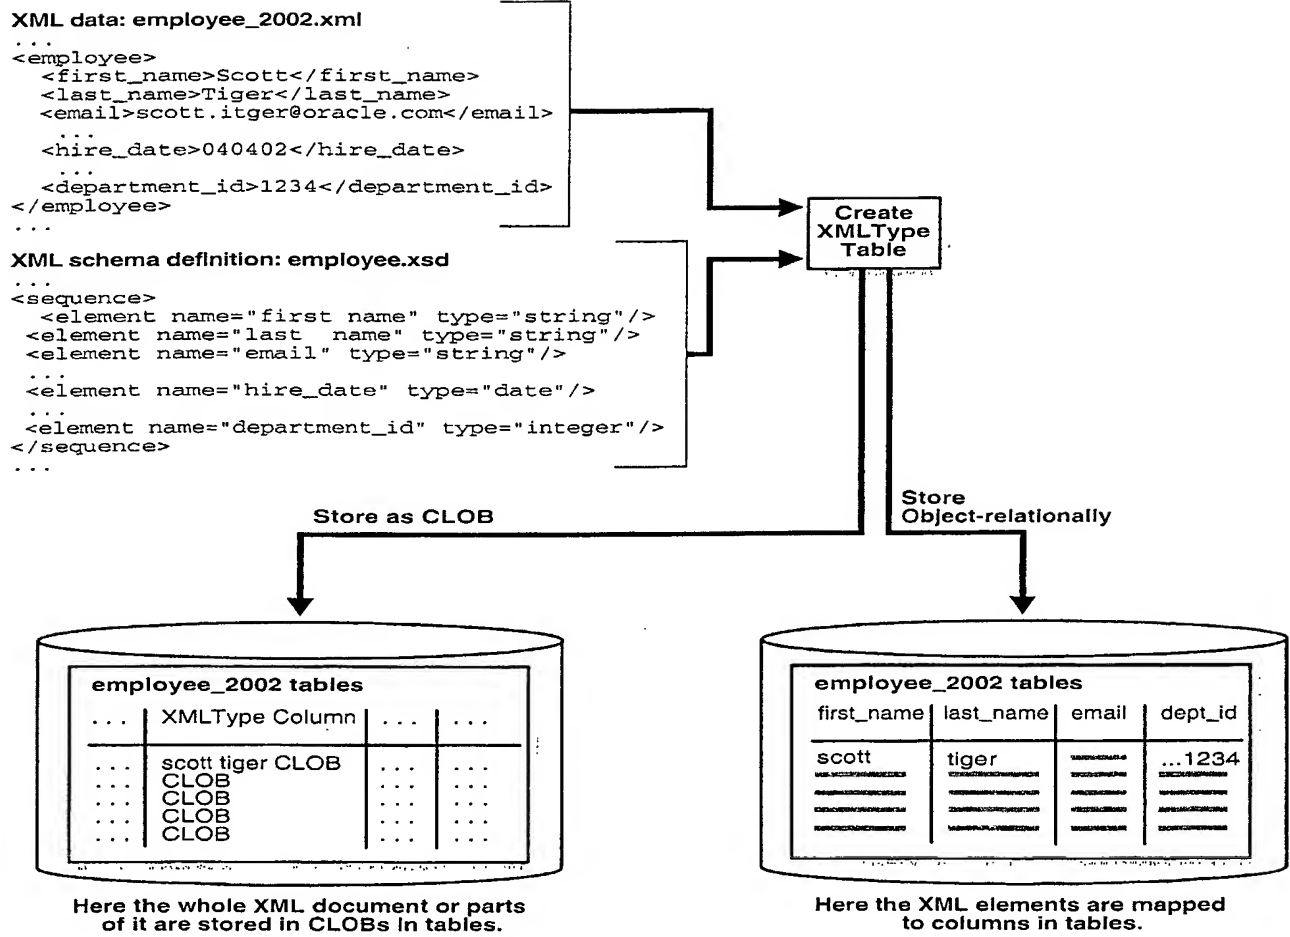 XML data: employee_2002.xml
...
<employee>
<first_name>Scott</first_name>
<last_name>Tiger</last_name>
<email>scott.itger@oracle.com</email>
...
<hire_date>040402</hire_date>
...
<department_id>1234</department_id>
</employee>
...
XML schema definition: employee.xsd
...
<sequence>
<element name="first name" type="string"/>
<element name="last name" type="string"/>
<element name="email" type="string"/>
...
<element name="hire_date" type="date"/>
...
<element name="department_id" type="integer"/>
</sequence>
...
Create
XMLType
Table
Store as CLOB
Store
Object-relationally
employee_2002 tables
... XMLType Column ... ...
... scott tiger CLOB ... ...
... CLOB ... ...
... CLOB ... ...
... CLOB ... ...
... CLOB ... ...
Here the whole XML document or parts
of it are stored in CLOBs in tables.
employee_2002 tables
first_name last_name email dept_id
scott tiger ...1234
Here the XML elements are mapped
to columns in tables.